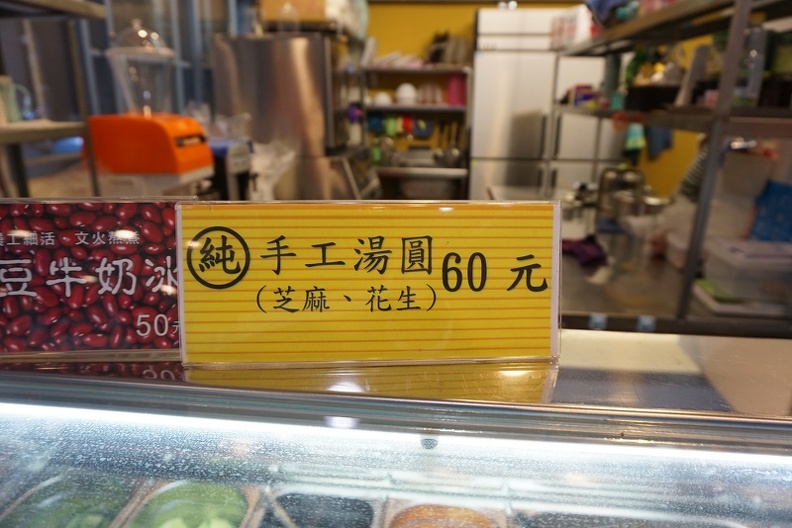 工細活 文火熬煮
豆牛奶冰
50元
純 手工湯圓 60 元
(芝麻、花生)